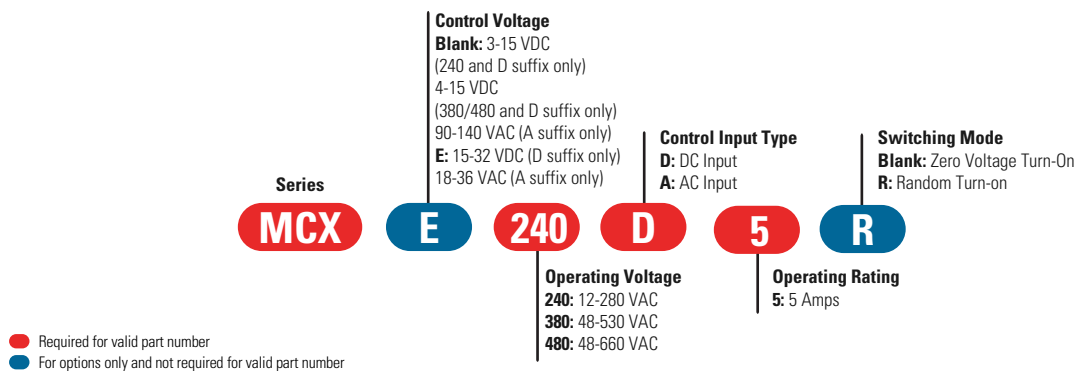 Control Voltage
Blank: 3-15 VDC
(240 and D suffix only)
4-15 VDC
(380/480 and D suffix only)
90-140 VAC (A suffix only)
E: 15-32 VDC (D suffix only)
18-36 VAC (A suffix only)
Control Input Type
D: DC Input
A: AC Input
Switching Mode
Blank: Zero Voltage Turn-On
R: Random Turn-on
Series
MCX E 240 D 5 R
Operating Voltage
240: 12-280 VAC
380: 48-530 VAC
480: 48-660 VAC
Operating Rating
5: 5 Amps
Required for valid part number
For options only and not required for valid part number